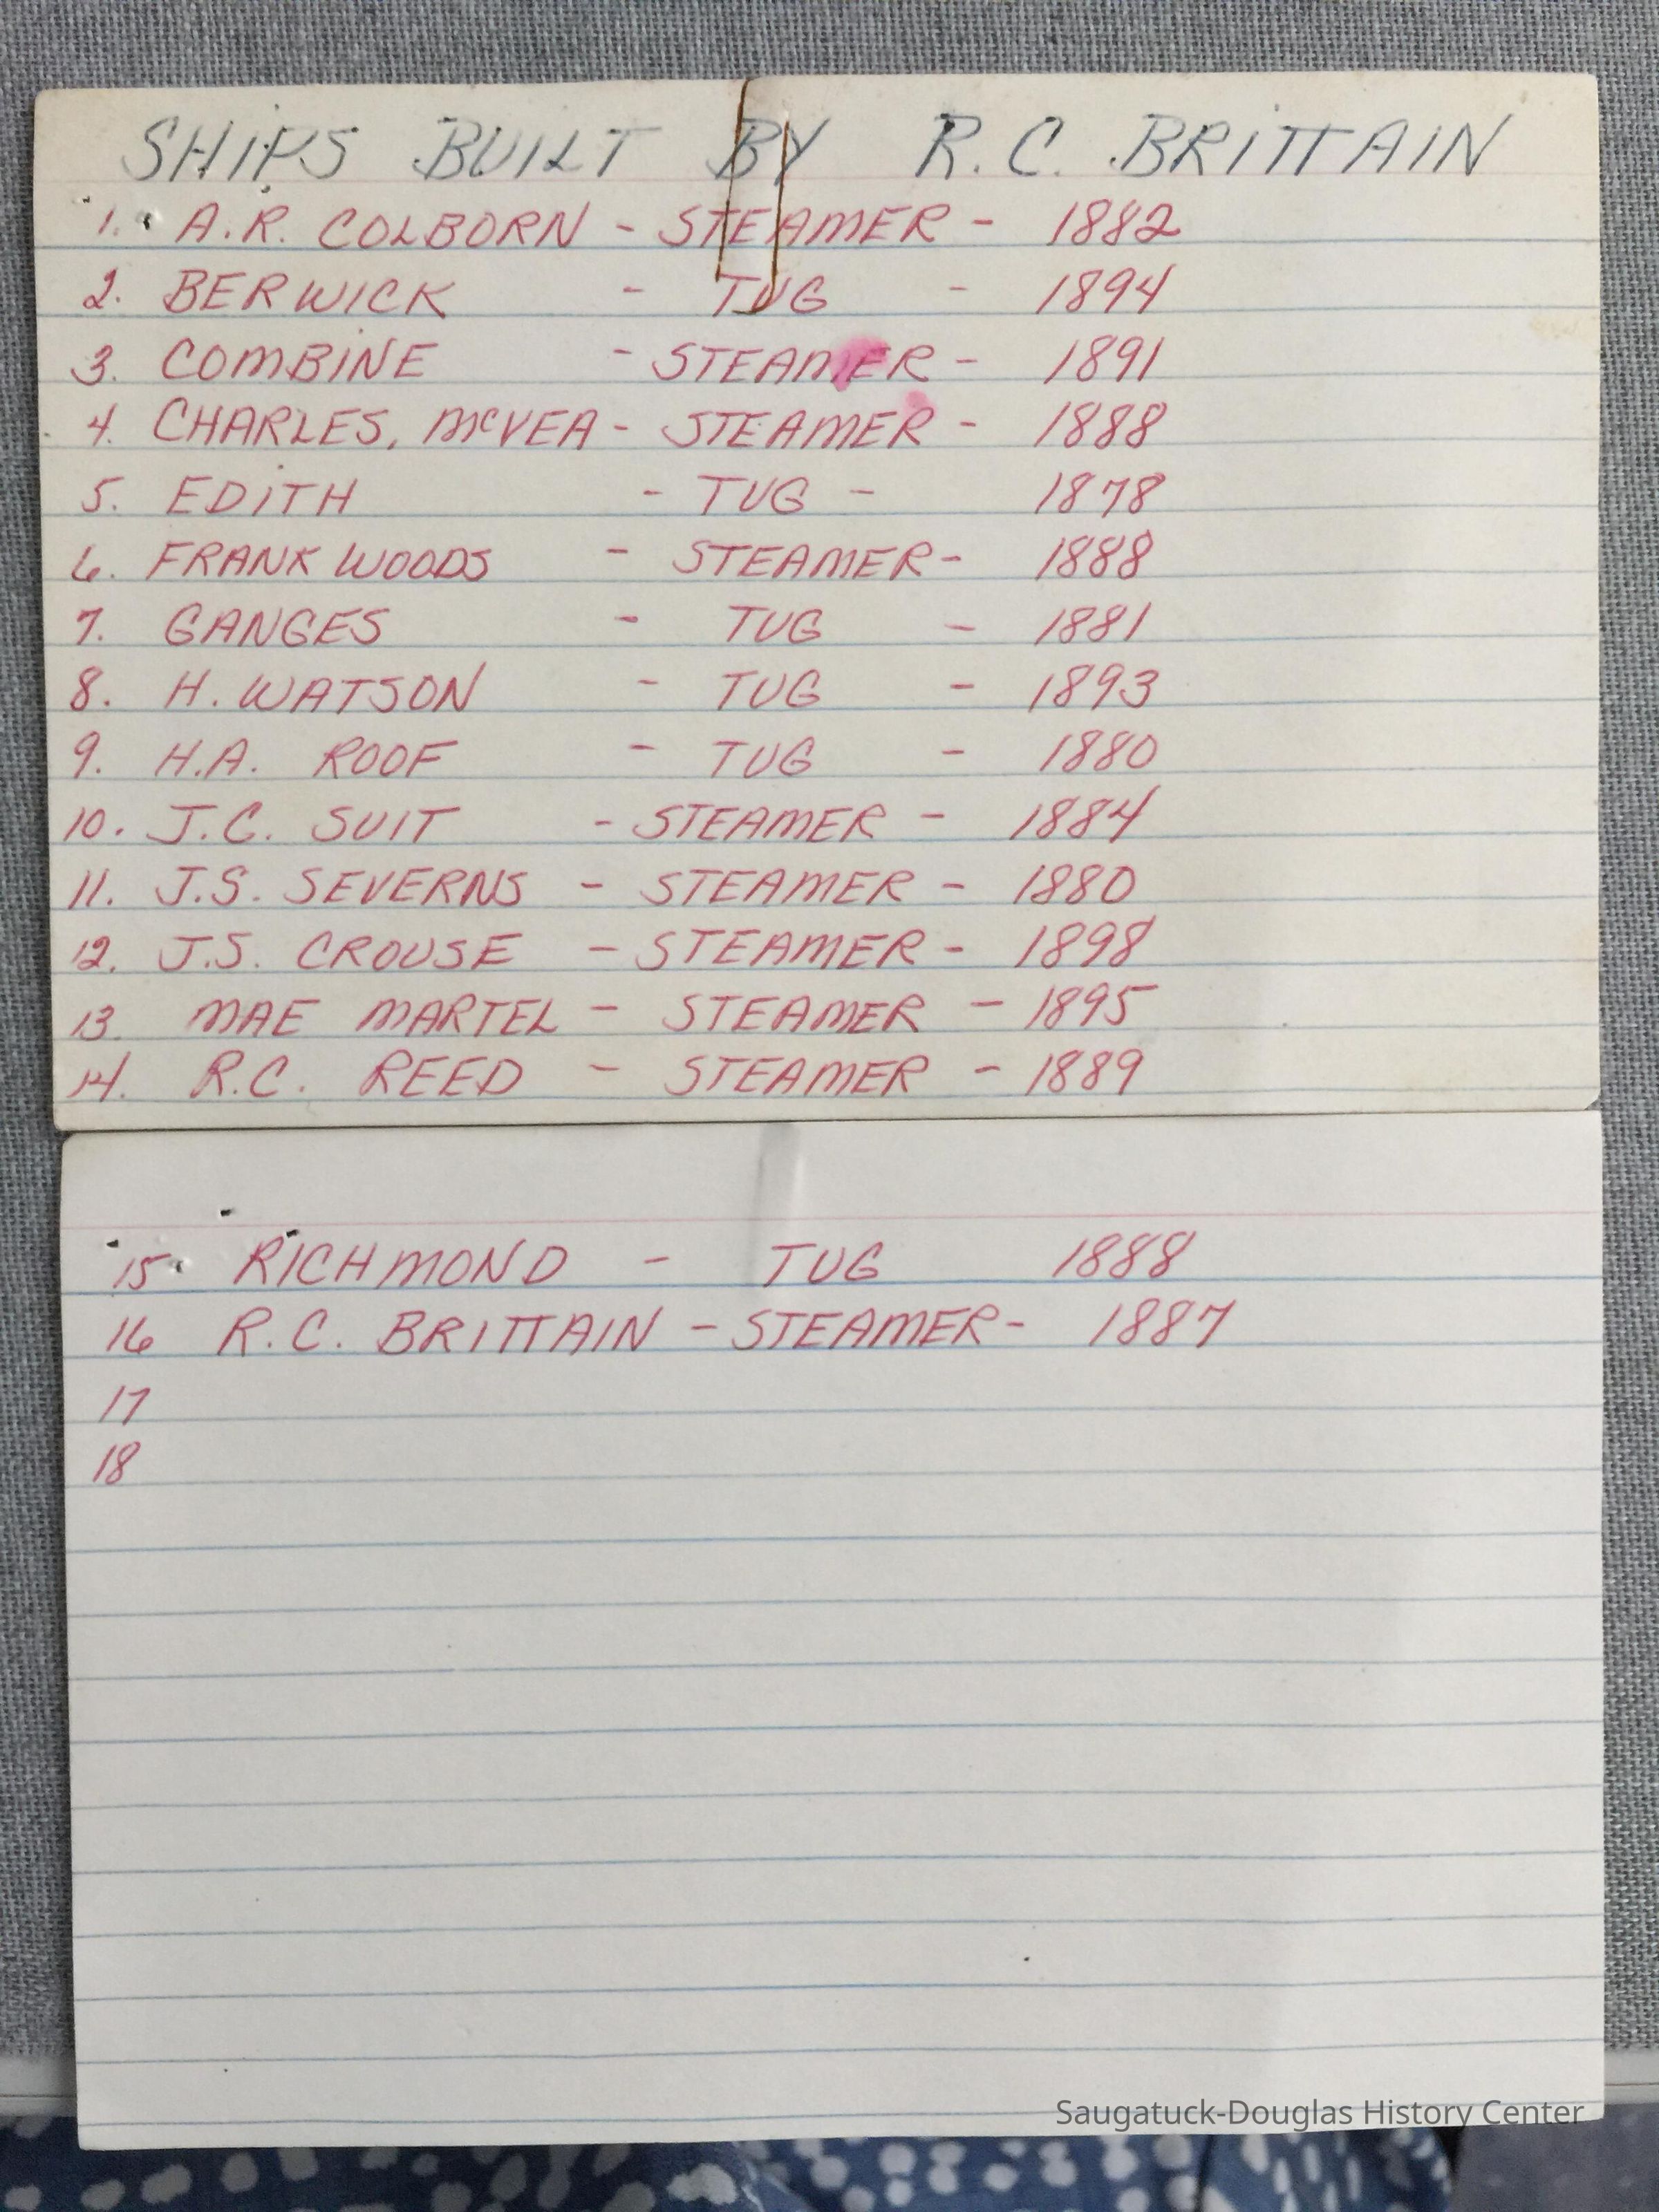 SHIPS BUILT BY R.C. BRITTAIN
1. A.R. COLBORN - STEAMER - 1882
2. BERWICK - TUG - 1894
3. COMBINE - STEAMER - 1891
4. CHARLES, McVEA - STEAMER - 1888
5. EDITH - TUG - 1878
6. FRANK WOODS - STEAMER - 1888
7. GANGES - TUG - 1881
8. H. WATSON - TUG - 1893
9. H.A. ROOF - TUG - 1880
10. J.C. SUIT - STEAMER - 1884
11. J.S. SEVERNS - STEAMER - 1880
12. J.S. CROUSE - STEAMER - 1898
13. MAE MARTEL - STEAMER - 1895
14. R.C. REED - STEAMER - 1889
15. RICHMOND - TUG 1888
16 R.C. BRITTAIN - STEAMER - 1887
17
18
Saugatuck-Douglas History Center